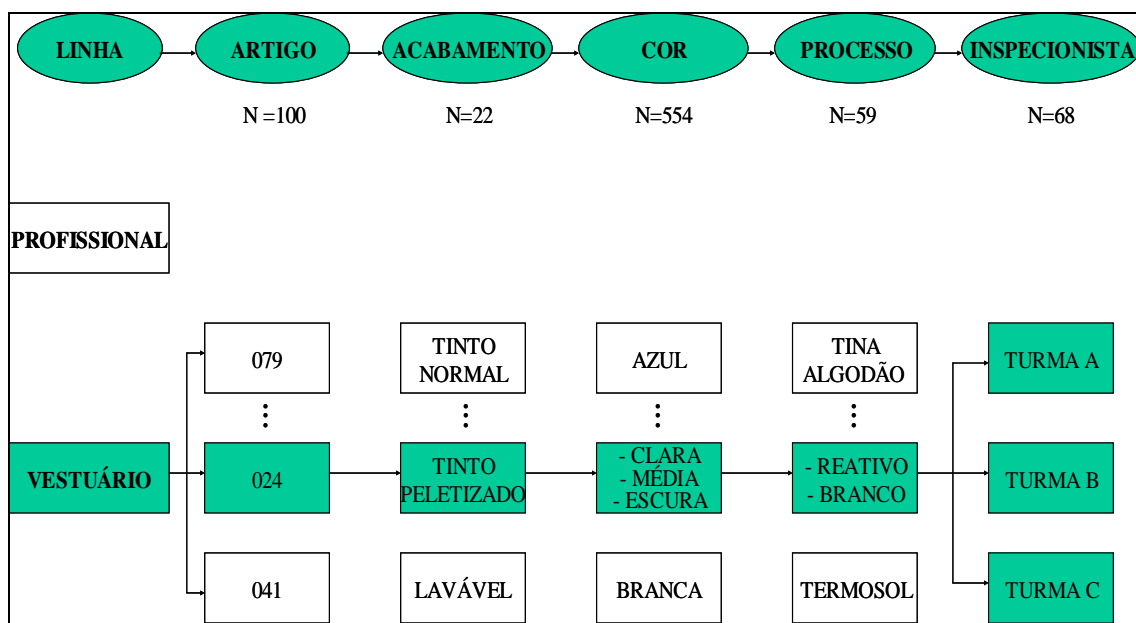 LINHA
ARTIGO
ACABAMENTO
COR
PROCESSO
INSPECIONISTA
N =100
N=22
N=554
N=59
N=68
PROFISSIONAL
079
TINTO
NORMAL
AZUL
TINA
ALGODÃO
TURMA A
VESTUÁRIO
024
TINTO
PELETIZADO
- CLARA
- MÉDIA
- ESCURA
- REATIVO
- BRANCO
TURMA B
041
LAVÁVEL
BRANCA
TERMOSOL
TURMA C